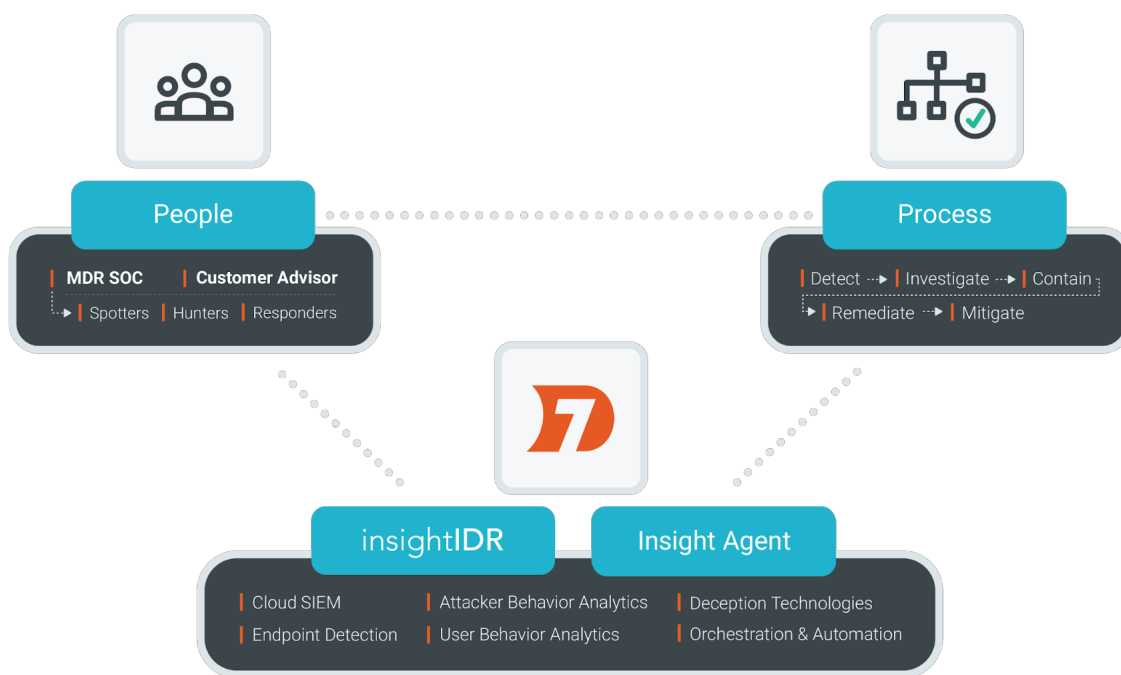 People
MDR SOC Customer Advisor
Spotters Hunters Responders
Process
Detect Investigate Contain
Remediate Mitigate
7
insightIDR
Insight Agent
Cloud SIEM Attacker Behavior Analytics Deception Technologies
Endpoint Detection User Behavior Analytics Orchestration & Automation